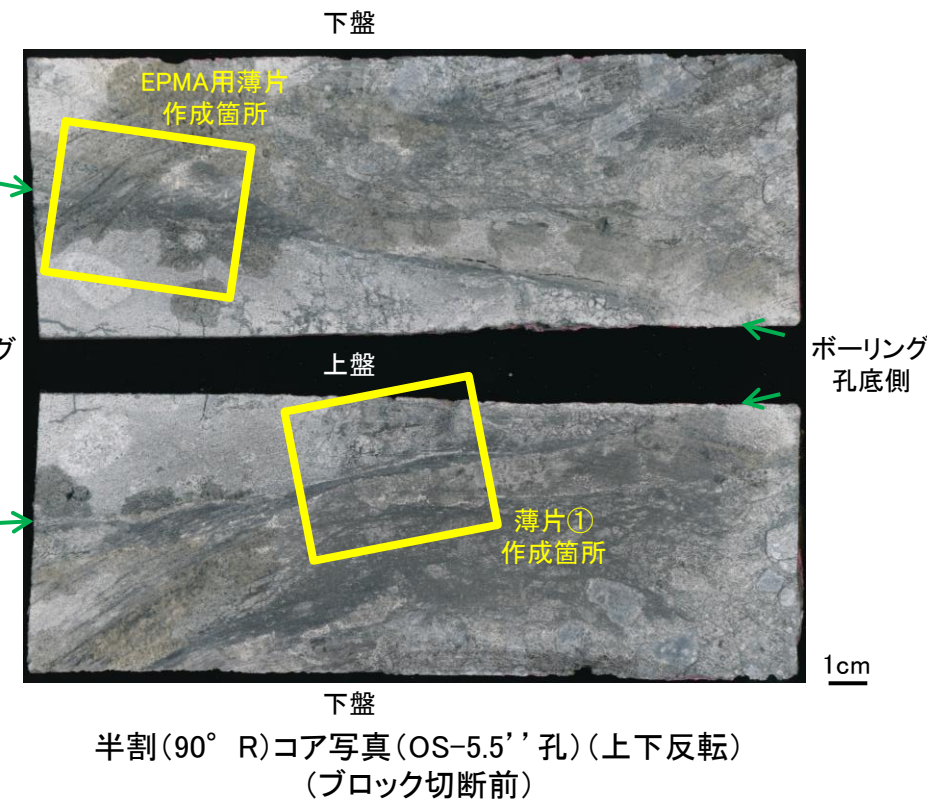 下盤
EPMA用薄片
作成箇所
グ
上盤
ボーリング
孔底側
薄片①
作成箇所
1cm
下盤
半割(90° R)コア写真(OS-5.5’’孔)(上下反転)
(ブロック切断前)